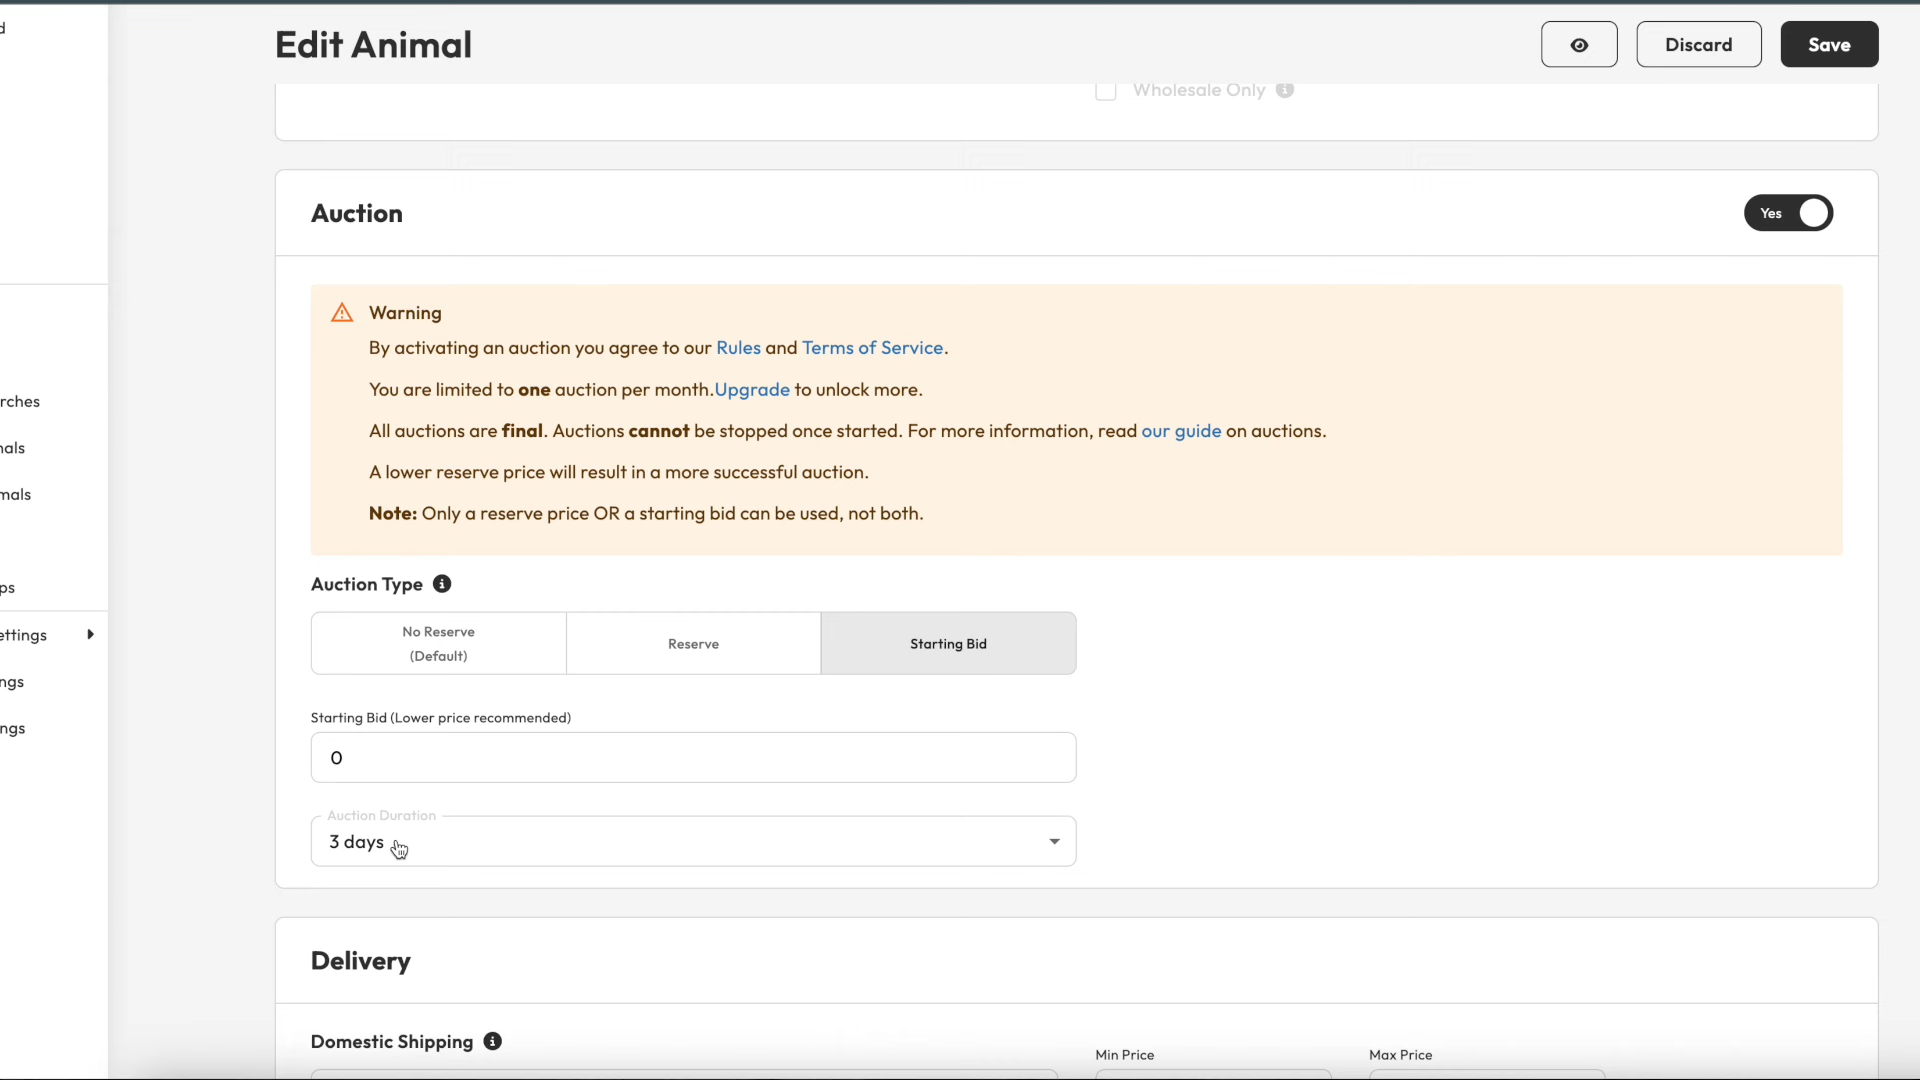 d
Edit Animal
Discard
Save
Wholesale Only
Auction
Yes
Warning
By activating an auction you agree to our Rules and Terms of Service.
You are limited to one auction per month.Upgrade to unlock more.
All auctions are final. Auctions cannot be stopped once started. For more information, read our guide on auctions.
A lower reserve price will result in a more successful auction.
Note: Only a reserve price OR a starting bid can be used, not both.
rches
nals
mals
ps
ettings
ngs
ngs
Auction Type
No Reserve
(Default)
Reserve
Starting Bid
Starting Bid (Lower price recommended)
0
Auction Duration
3 days
Delivery
Domestic Shipping
Min Price
Max Price